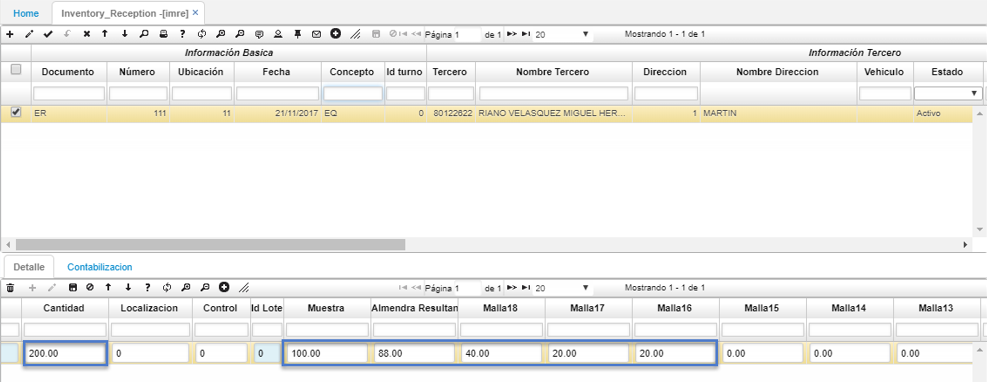 Home Inventory_Reception -[imre] ×
Página 1 de 1 20 Mostrando 1 - 1 de 1
Información Basica Información Tercero
Documento Número Ubicación Fecha Concepto Id turno Tercero Nombre Tercero Direccion Nombre Direccion Vehiculo Estado
ER 111 11 21/11/2017 EQ 0 80122622 RIANO VELASQUEZ MIGUEL HER... 1 MARTIN Activo
Detalle Contabilizacion
Página 1 de 1 20 Mostrando 1 - 1 de 1
Cantidad Localizacion Control Id Lote Muestra Almendra Resultan Malla18 Malla17 Malla16 Malla15 Malla14 Malla13
200.00 0 0 0 100.00 88.00 40.00 20.00 20.00 0.00 0.00 0.00